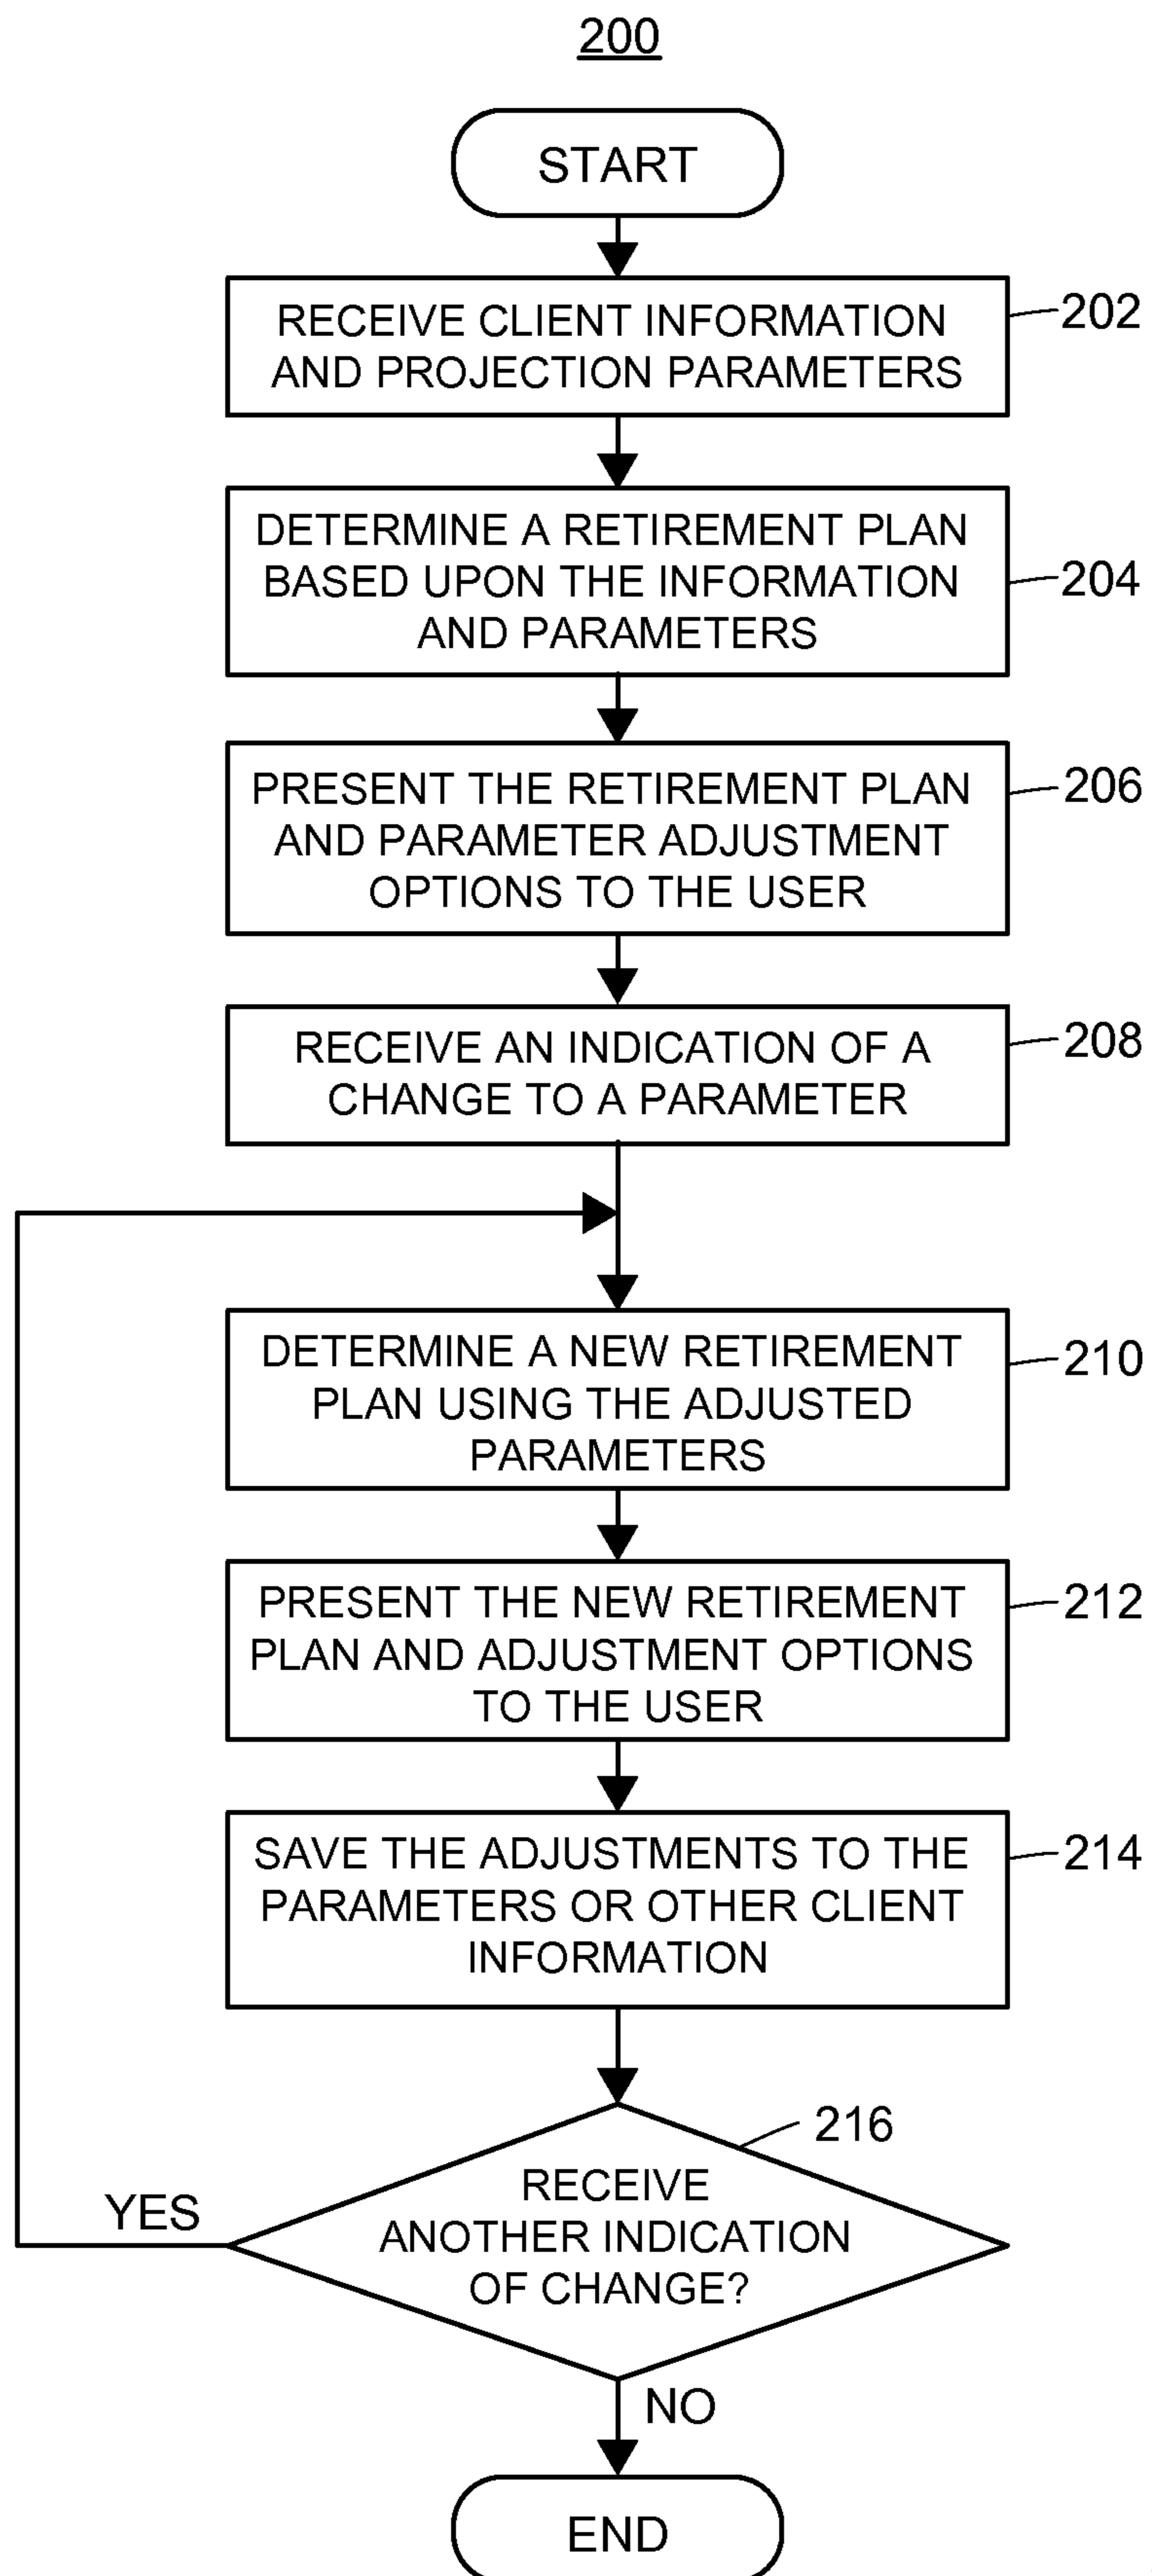 200
START
RECEIVE CLIENT INFORMATION
AND PROJECTION PARAMETERS
202
DETERMINE A RETIREMENT PLAN
BASED UPON THE INFORMATION
AND PARAMETERS
204
PRESENT THE RETIREMENT PLAN
AND PARAMETER ADJUSTMENT
OPTIONS TO THE USER
206
RECEIVE AN INDICATION OF A
CHANGE TO A PARAMETER
208
DETERMINE A NEW RETIREMENT
PLAN USING THE ADJUSTED
PARAMETERS
210
PRESENT THE NEW RETIREMENT
PLAN AND ADJUSTMENT OPTIONS
TO THE USER
212
SAVE THE ADJUSTMENTS TO THE
PARAMETERS OR OTHER CLIENT
INFORMATION
214
216
RECEIVE
ANOTHER INDICATION
OF CHANGE?
YES
NO
END